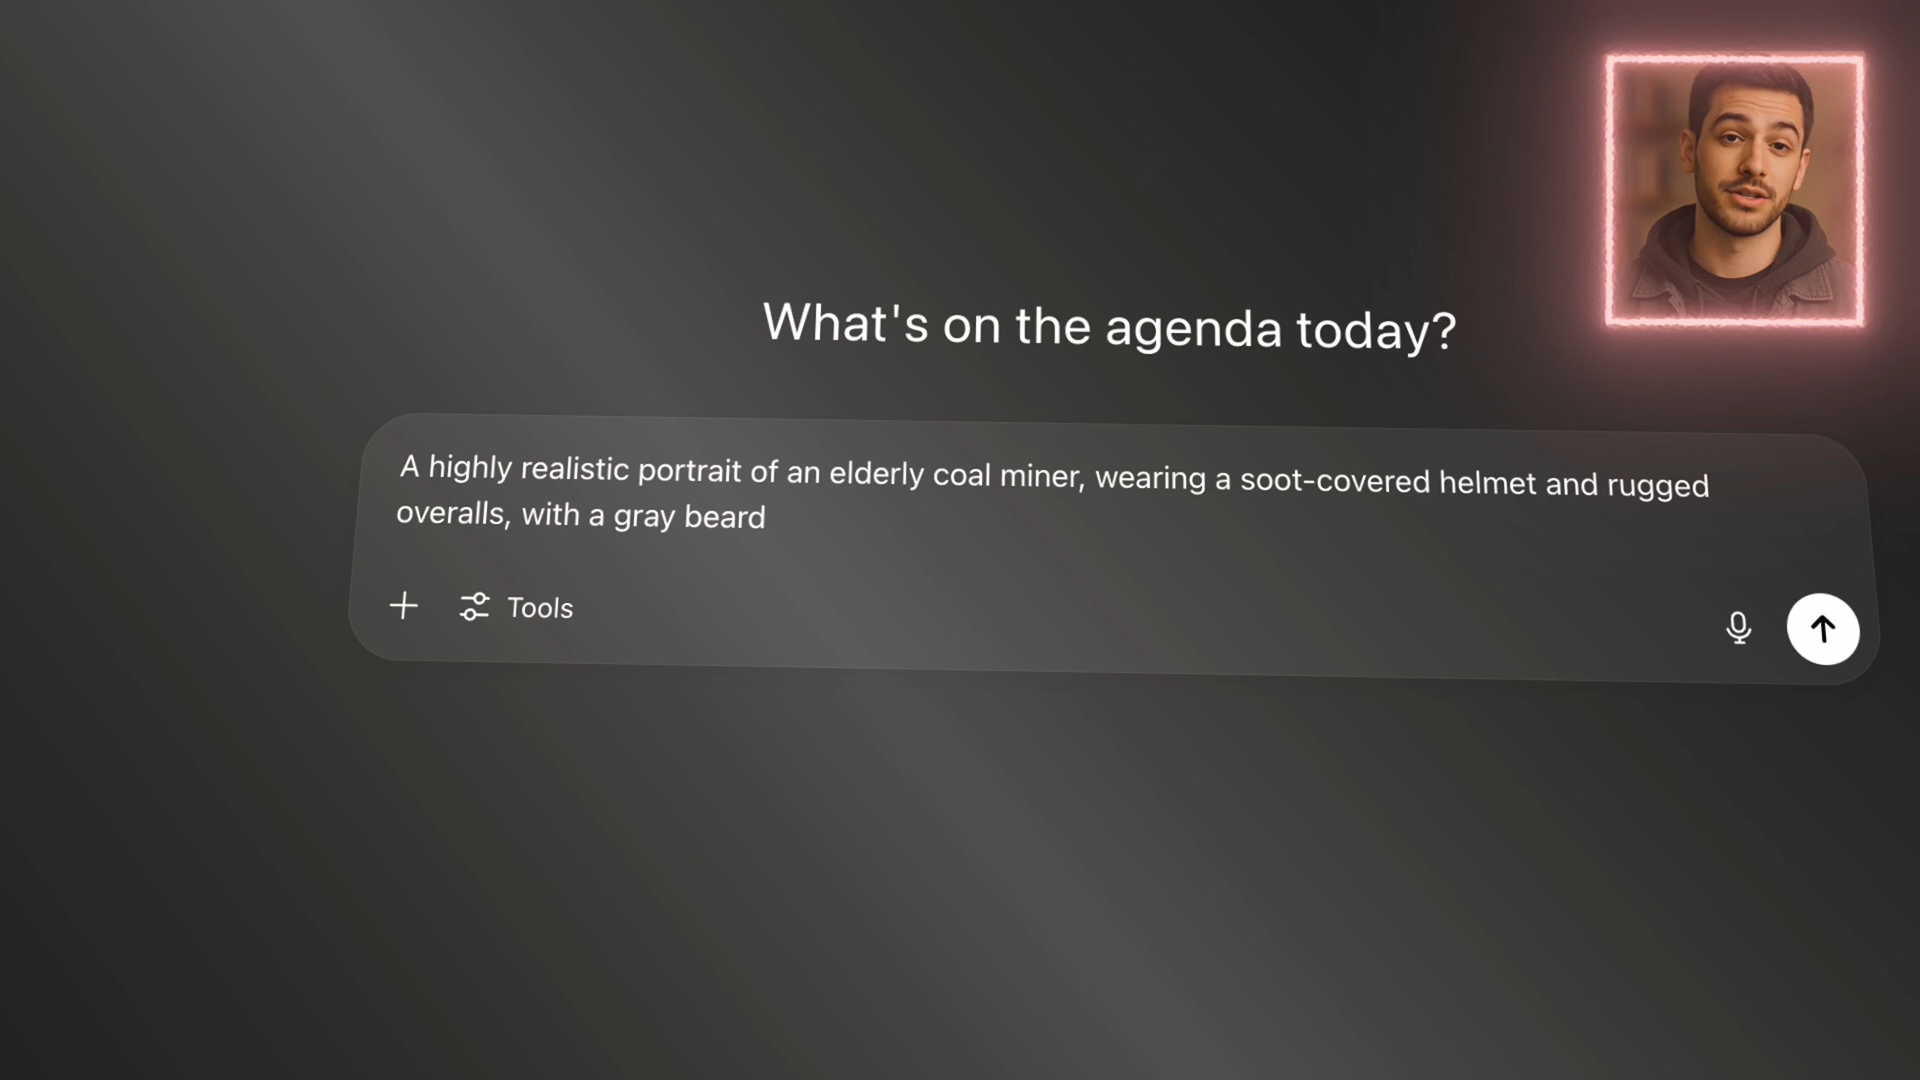 What's on the agenda today?
A highly realistic portrait of an elderly coal miner, wearing a soot-covered helmet and rugged
overalls, with a gray beard
Tools